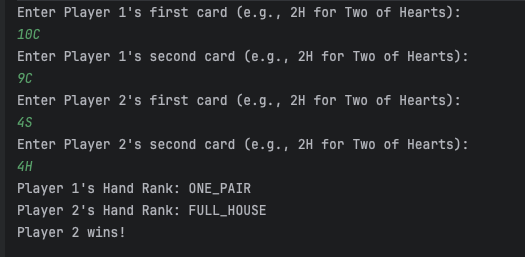 Enter Player 1's first card (e.g., 2H for Two of Hearts):
10C
Enter Player 1's second card (e.g., 2H for Two of Hearts):
9C
Enter Player 2's first card (e.g., 2H for Two of Hearts):
4S
Enter Player 2's second card (e.g., 2H for Two of Hearts):
4H
Player 1's Hand Rank: ONE_PAIR
Player 2's Hand Rank: FULL_HOUSE
Player 2 wins!